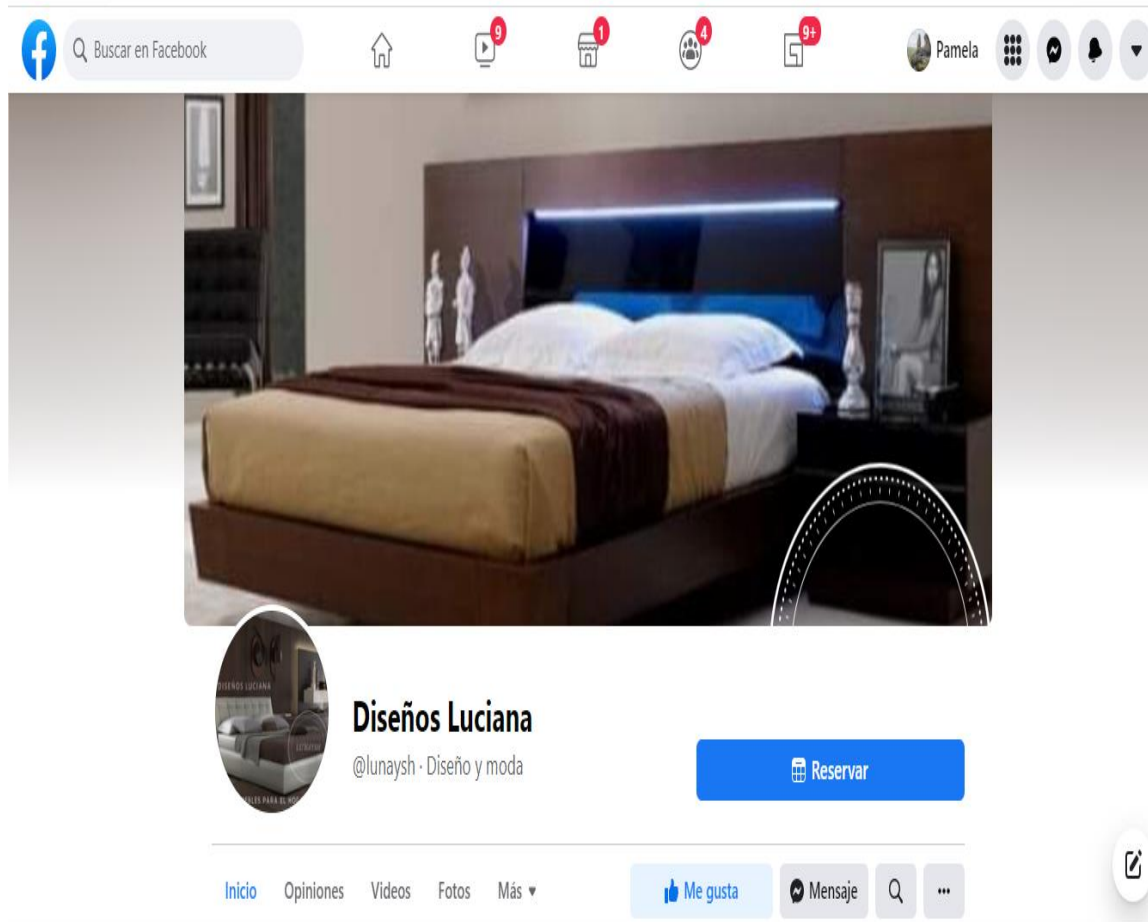 Buscar en Facebook
9
1
4
9+
Pamela
DISEÑOS LUCIANA
Diseños Luciana
@lunaysh · Diseño y moda
Reservar
Inicio Opiniones Videos Fotos Más
Me gusta Mensaje